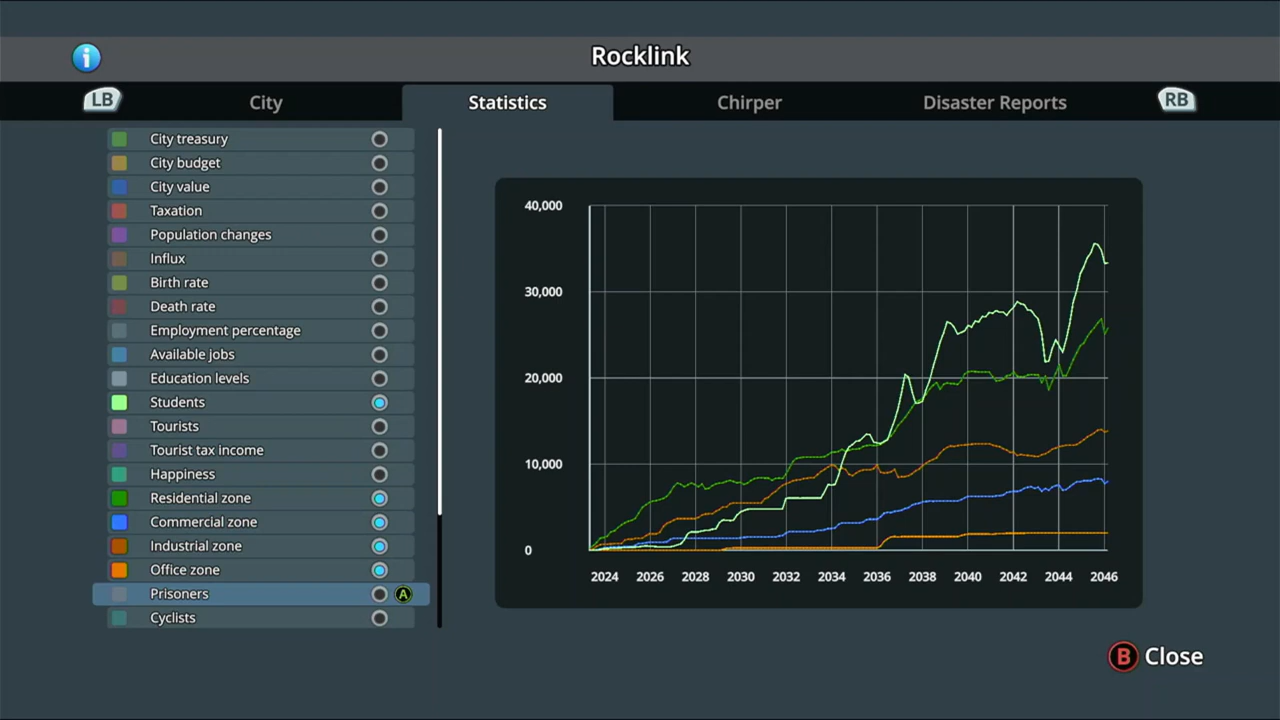 Rocklink
LB
City
Statistics
Chirper
Disaster Reports
RB
City treasury
City budget
City value
Taxation
Population changes
Influx
Birth rate
Death rate
Employment percentage
Available jobs
Education levels
Students
Tourists
Tourist tax income
Happiness
Residential zone
Commercial zone
Industrial zone
Office zone
Prisoners A
Cyclists
40,000
30,000
20,000
10,000
0
2024 2026 2028 2030 2032 2034 2036 2038 2040 2042 2044 2046
B Close